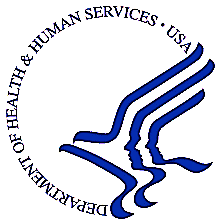 DEPARTMENT OF HEALTH & HUMAN SERVICES · USA